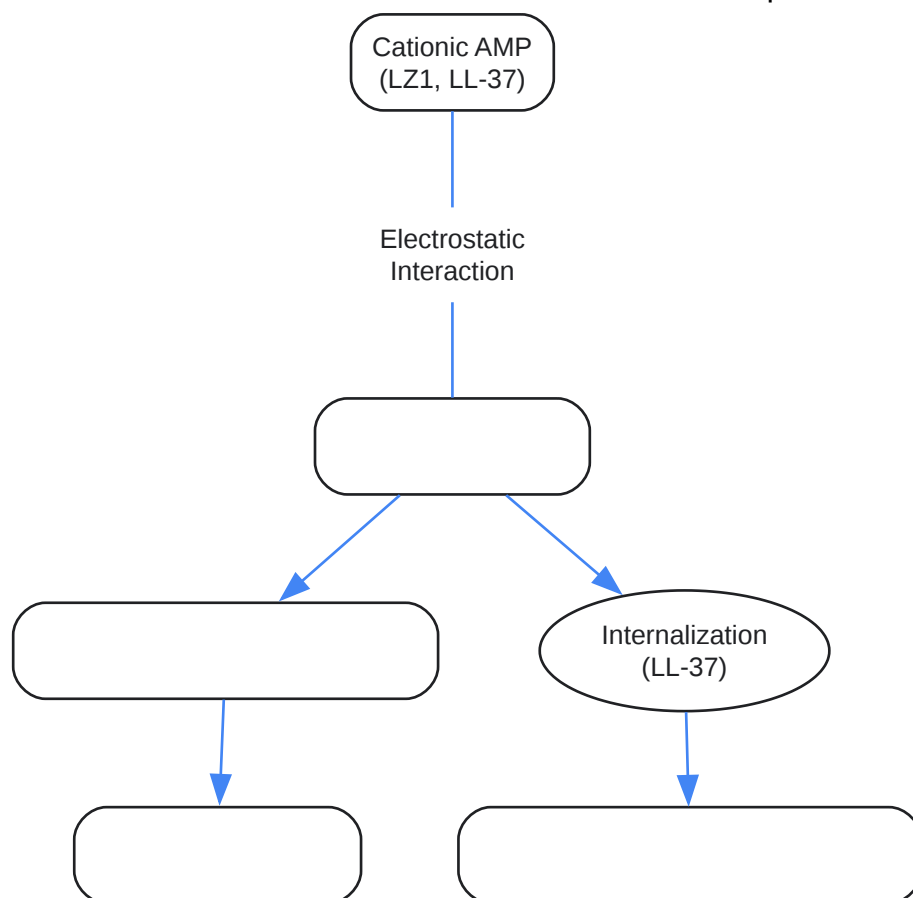 Cationic AMP
(LZ1, LL-37)
Electrostatic
Interaction
Internalization
(LL-37)